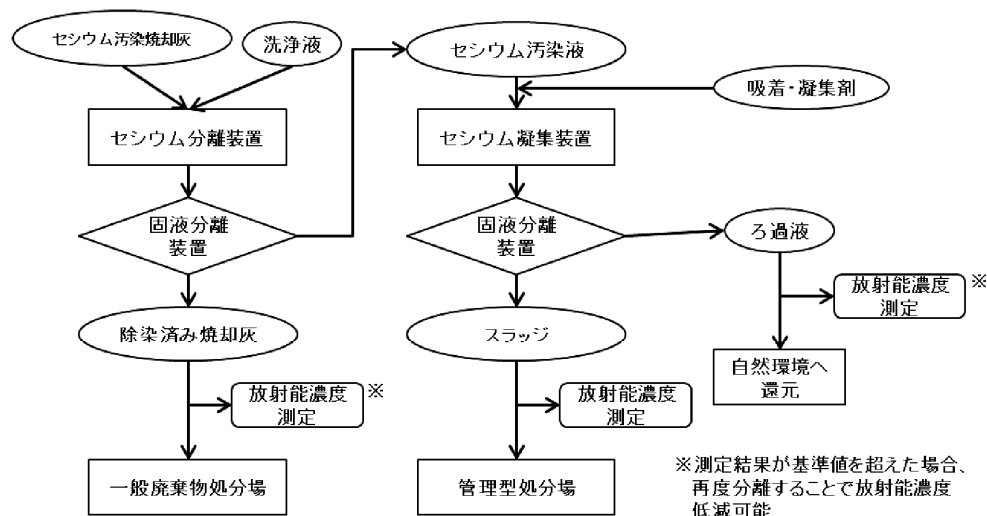 セシウム汚染焼却灰
洗浄液
セシウム汚染液
吸着・凝集剤
セシウム分離装置
セシウム凝集装置
固液分離
装置
固液分離
装置
ろ過液
放射能濃度
測定
※
除染済み焼却灰
スラッジ
自然環境へ
還元
放射能濃度
測定
※
放射能濃度
測定
一般廃棄物処分場
管理型処分場
※測定結果が基準値を超えた場合、
再度分離することで放射能濃度
低減可能